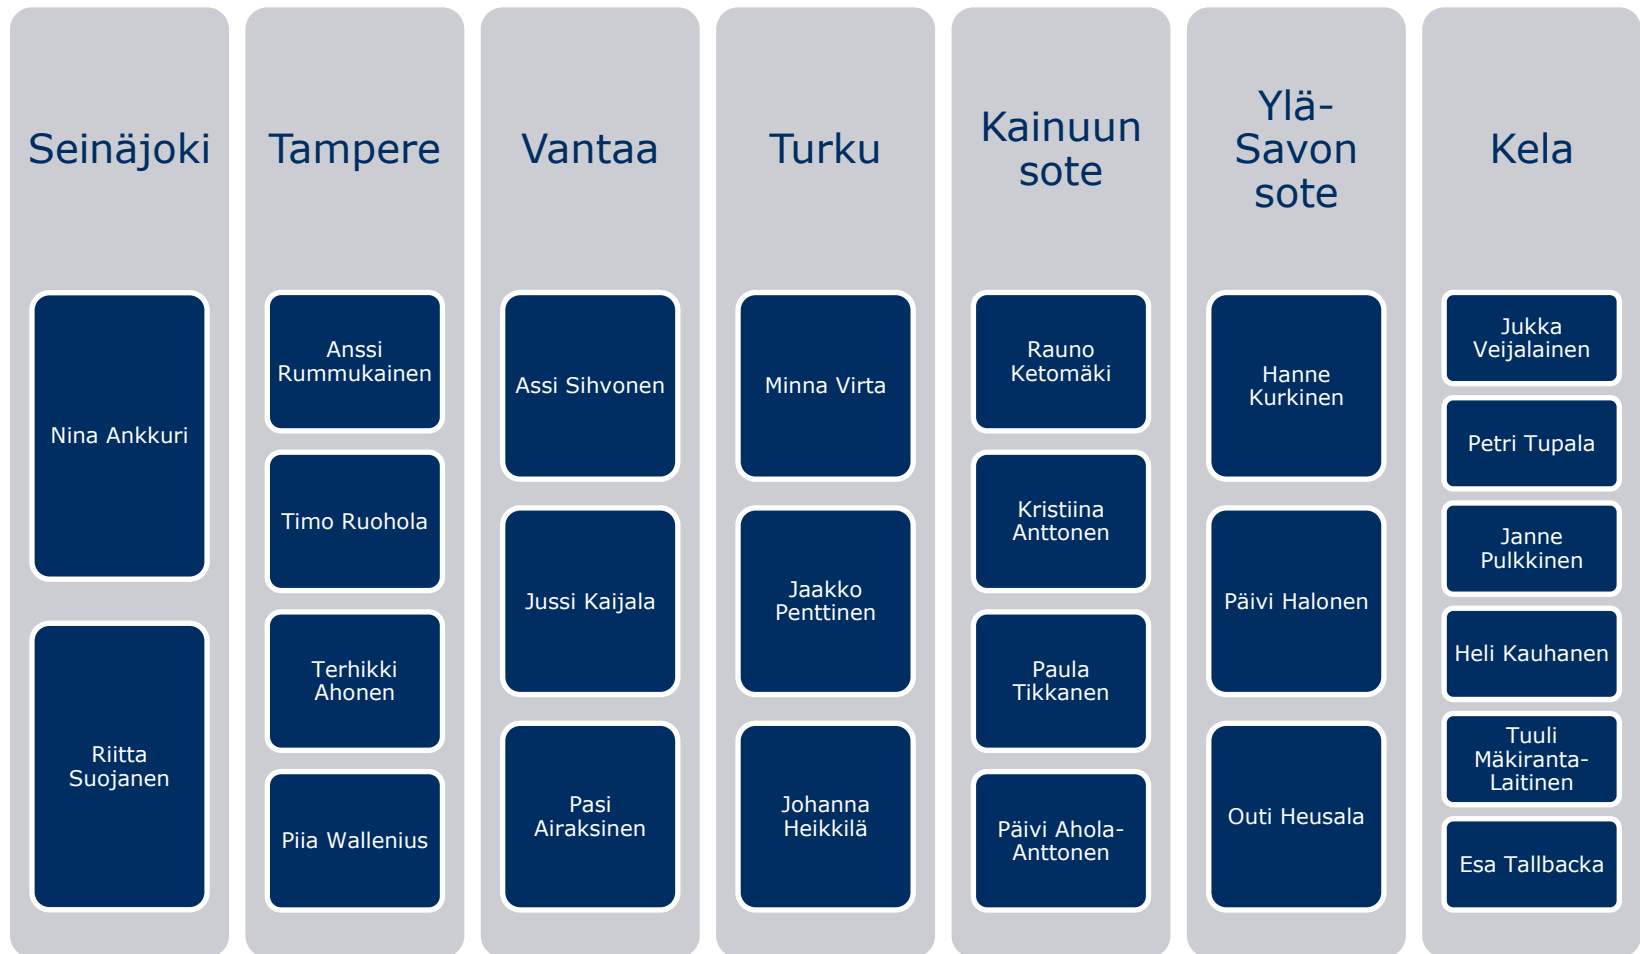 Seinäjoki
Nina Ankkuri
Riitta
Suojanen
Tampere
Anssi
Rummukainen
Timo Ruohola
Terhikki
Ahonen
Piia Wallenius
Vantaa
Assi Sihvonen
Jussi Kaijala
Pasi
Airaksinen
Turku
Minna Virta
Jaakko
Penttinen
Johanna
Heikkilä
Kainuun
sote
Rauno
Ketomäki
Kristiina
Anttonen
Paula
Tikkanen
Päivi Ahola-
Anttonen
Ylä-
Savon
sote
Hanne
Kurkinen
Päivi Halonen
Outi Heusala
Kela
Jukka
Veijalainen
Petri Tupala
Janne
Pulkkinen
Heli Kauhanen
Tuuli
Mäkiranta-
Laitinen
Esa Tallbacka